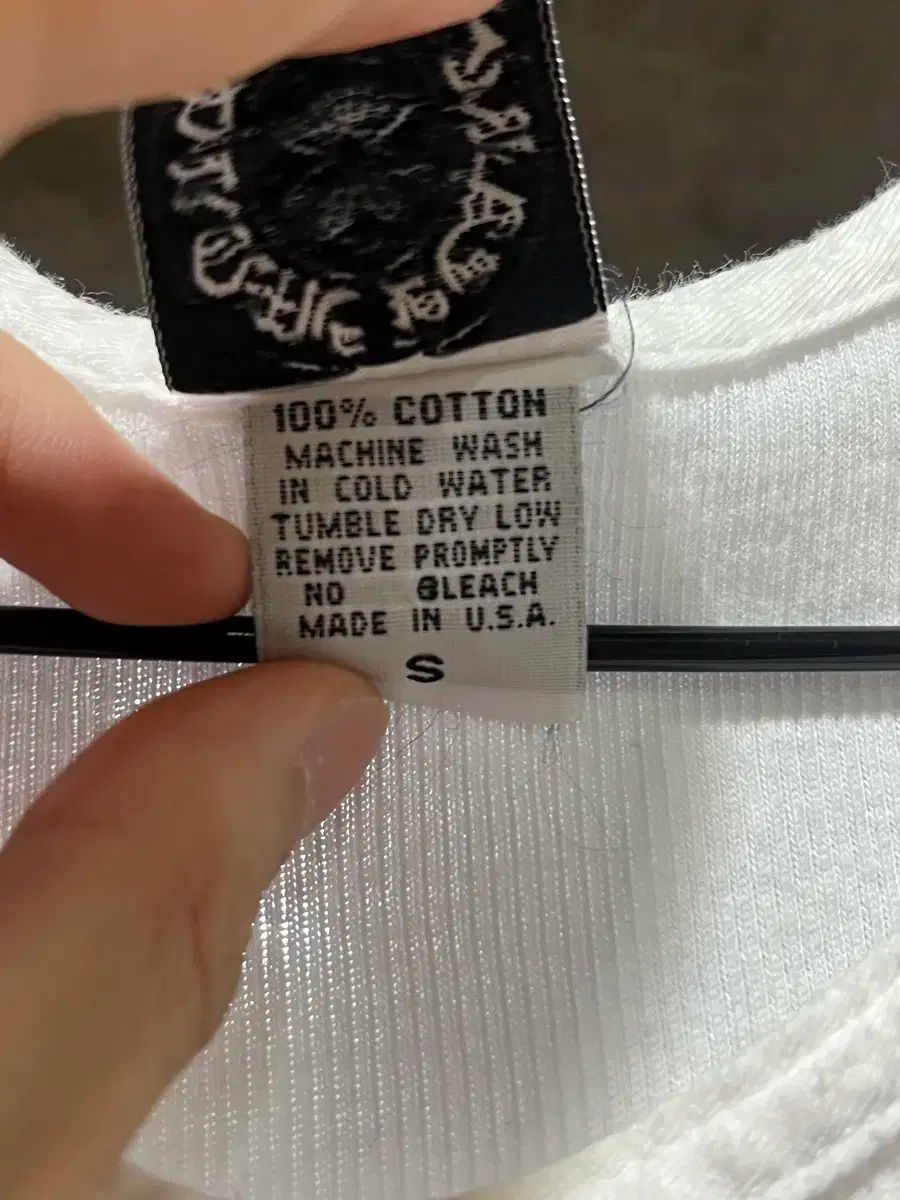 100% COTTON
MACHINE WASH
IN COLD WATER
TUMBLE DRY LOW
REMOVE PROMPTLY
NO BLEACH
MADE IN U.S.A.
S